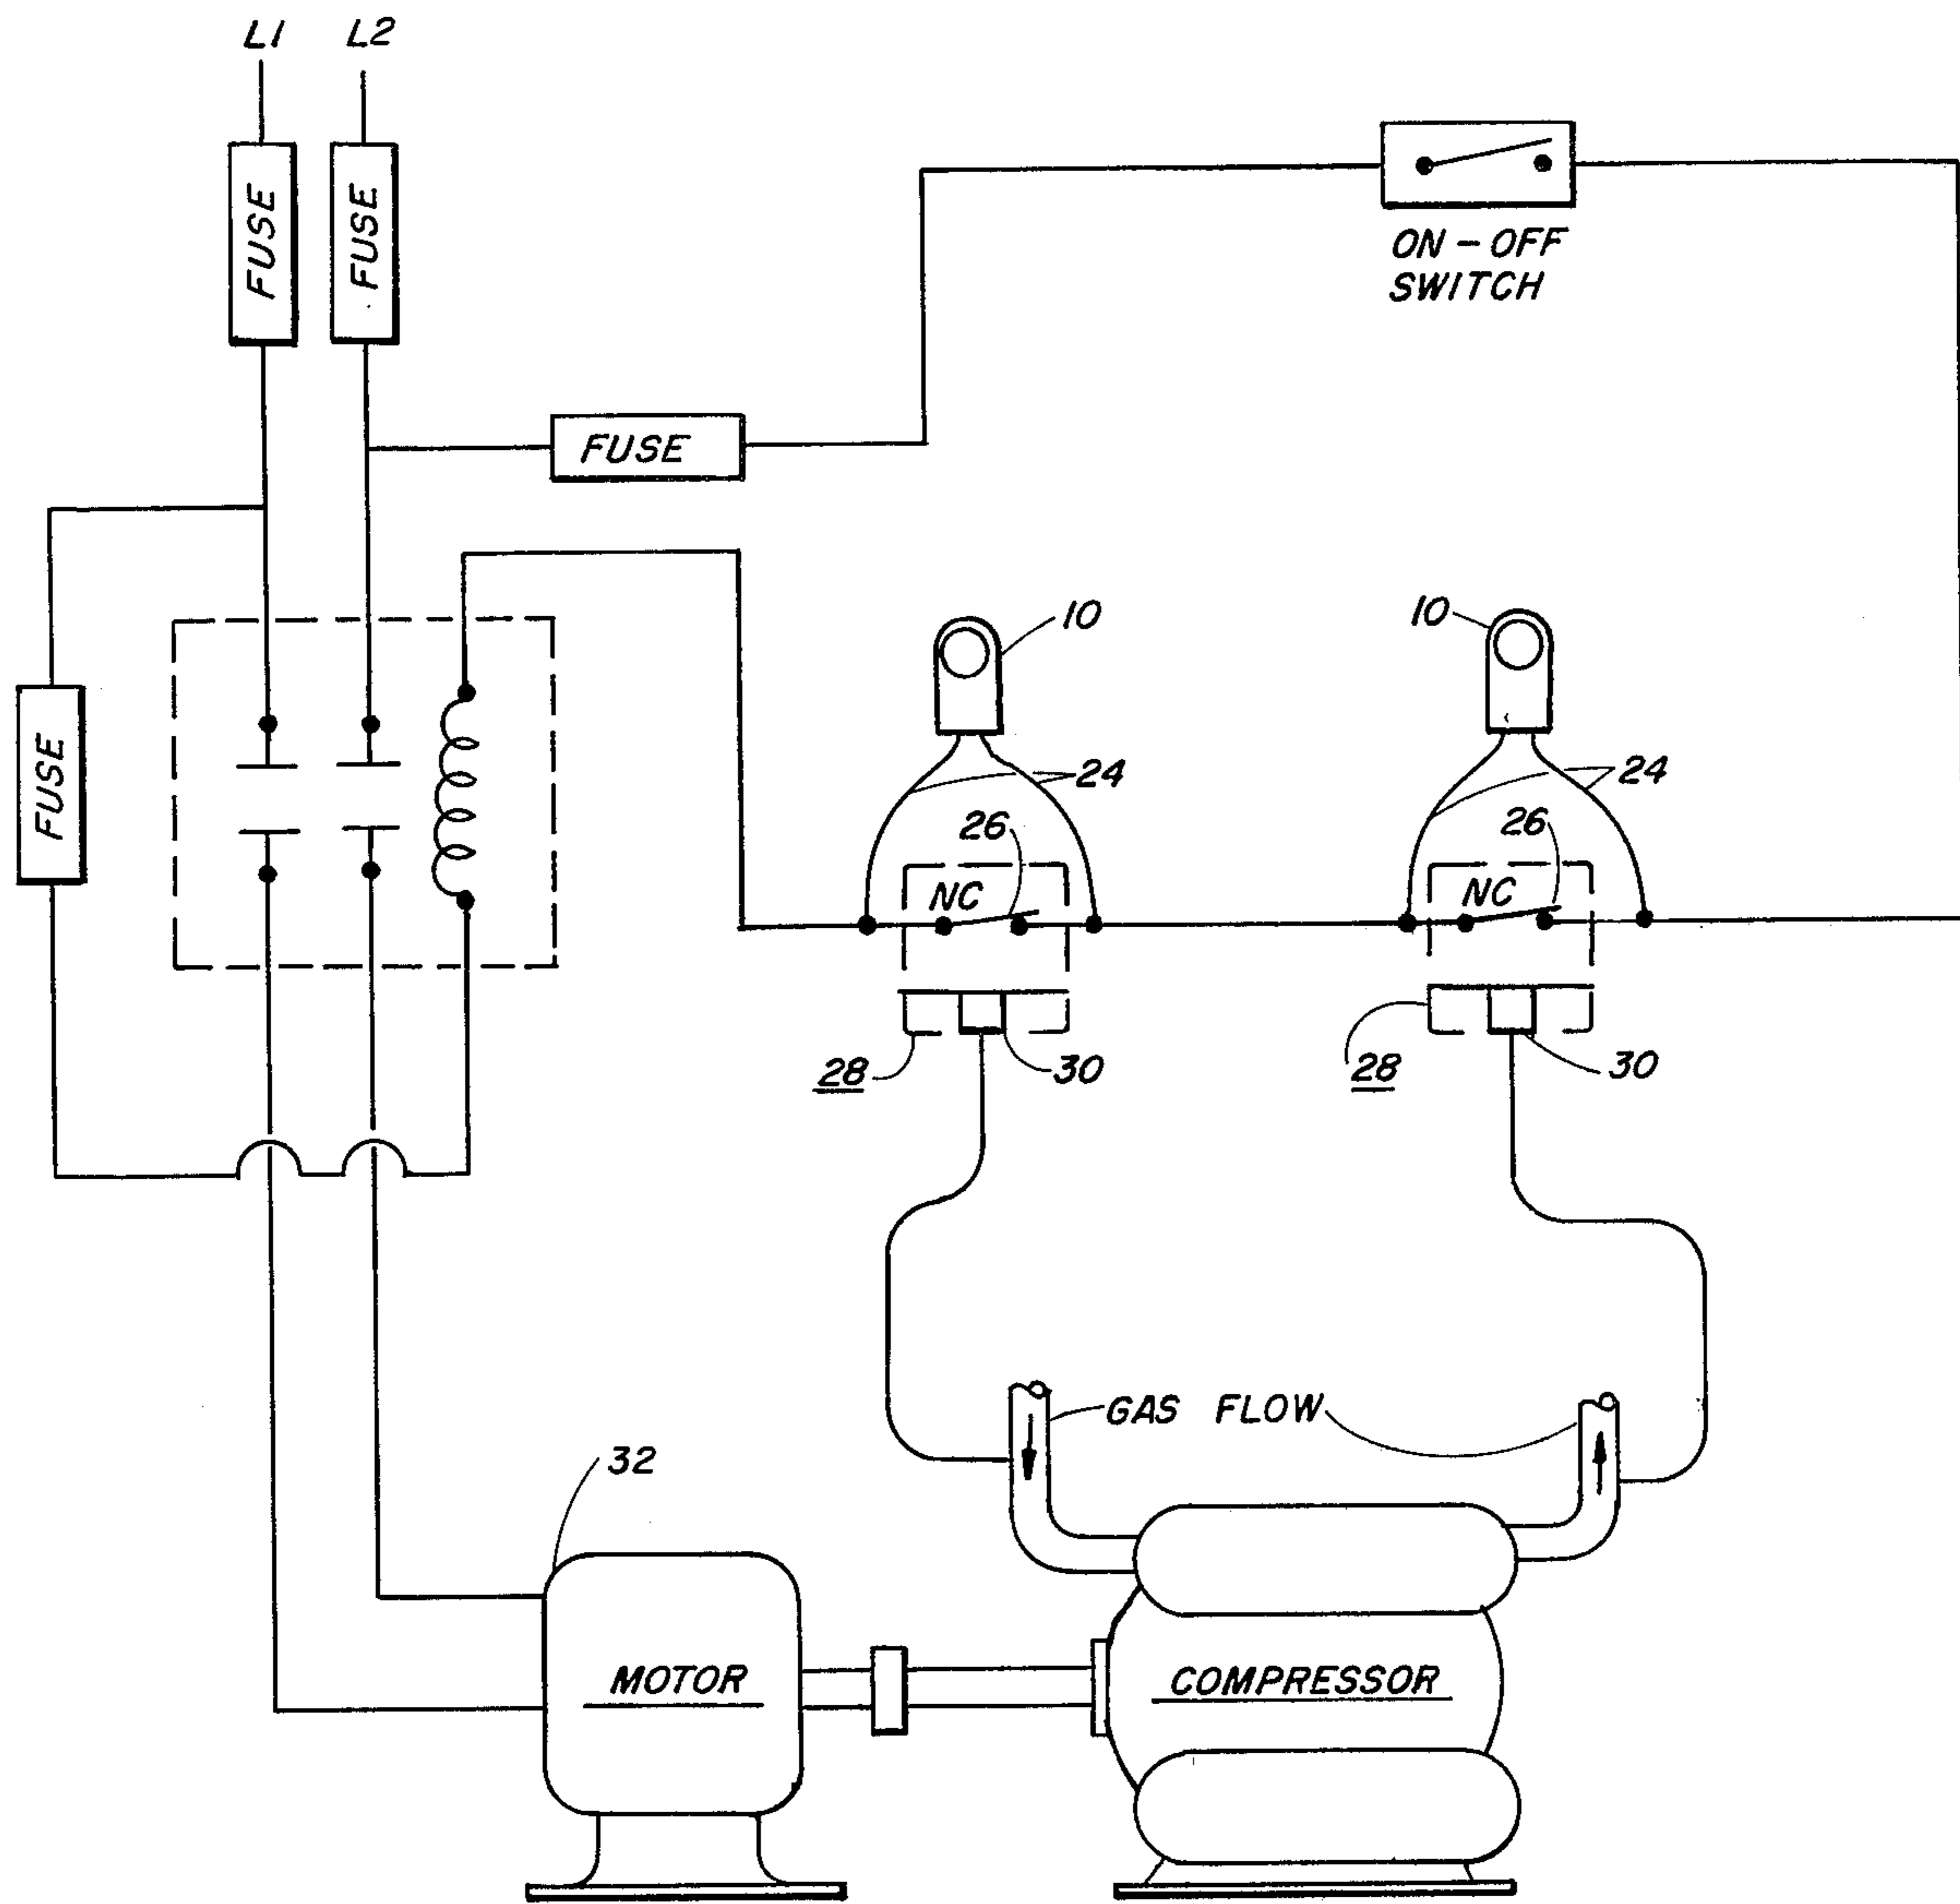 L1
L2
FUSE
FUSE
ON-OFF
SWITCH
FUSE
FUSE
10
10
24
24
26
26
NC
NC
28
30
28
30
GAS FLOW
32
MOTOR
COMPRESSOR